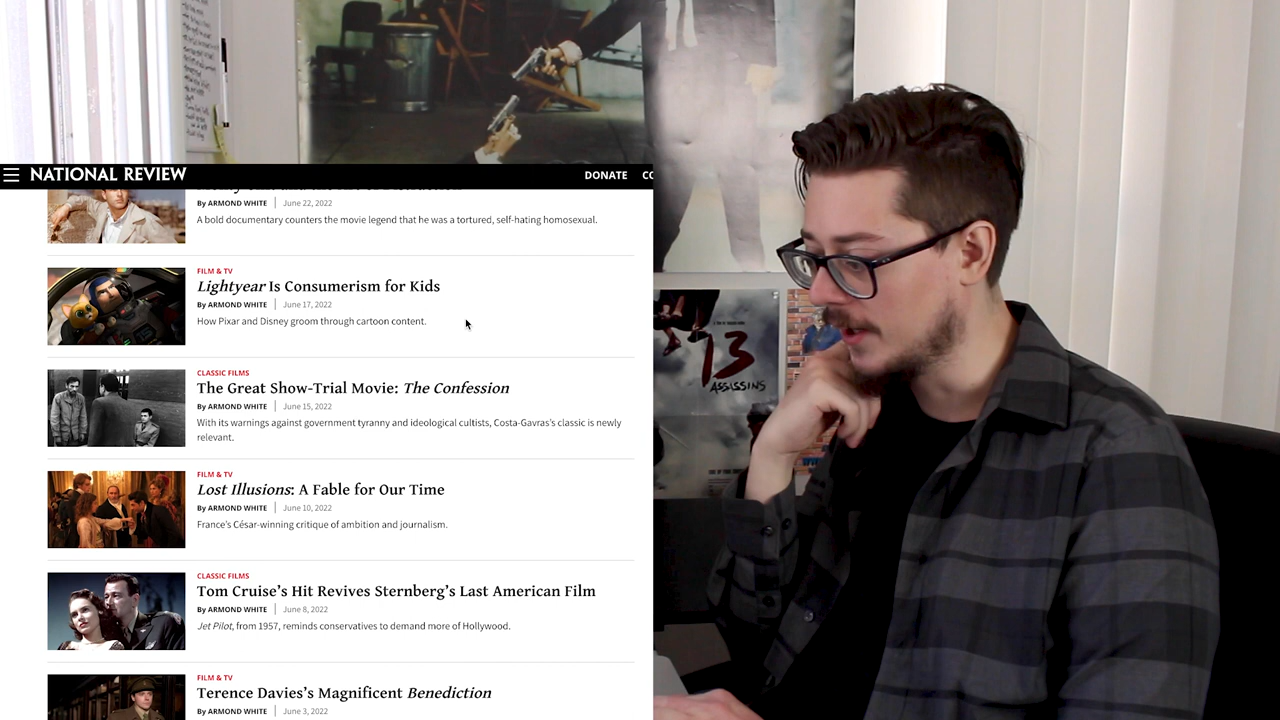 NATIONAL REVIEW
DONATE
By ARMOND WHITE | June 22, 2022
A bold documentary counters the movie legend that he was a tortured, self-hating homosexual.
FILM & TV
Lightyear Is Consumerism for Kids
By ARMOND WHITE | June 17, 2022
How Pixar and Disney groom through cartoon content.
CLASSIC FILMS
The Great Show-Trial Movie: The Confession
By ARMOND WHITE | June 15, 2022
With its warnings against government tyranny and ideological cultists, Costa-Gavras's classic is newly
relevant.
FILM & TV
Lost Illusions: A Fable for Our Time
By ARMOND WHITE | June 10, 2022
France's César-winning critique of ambition and journalism.
CLASSIC FILMS
Tom Cruise's Hit Revives Sternberg's Last American Film
By ARMOND WHITE | June 8, 2022
Jet Pilot, from 1957, reminds conservatives to demand more of Hollywood.
FILM & TV
Terence Davies's Magnificent Benediction
By ARMOND WHITE | June 3, 2022
13
ASSASSINS